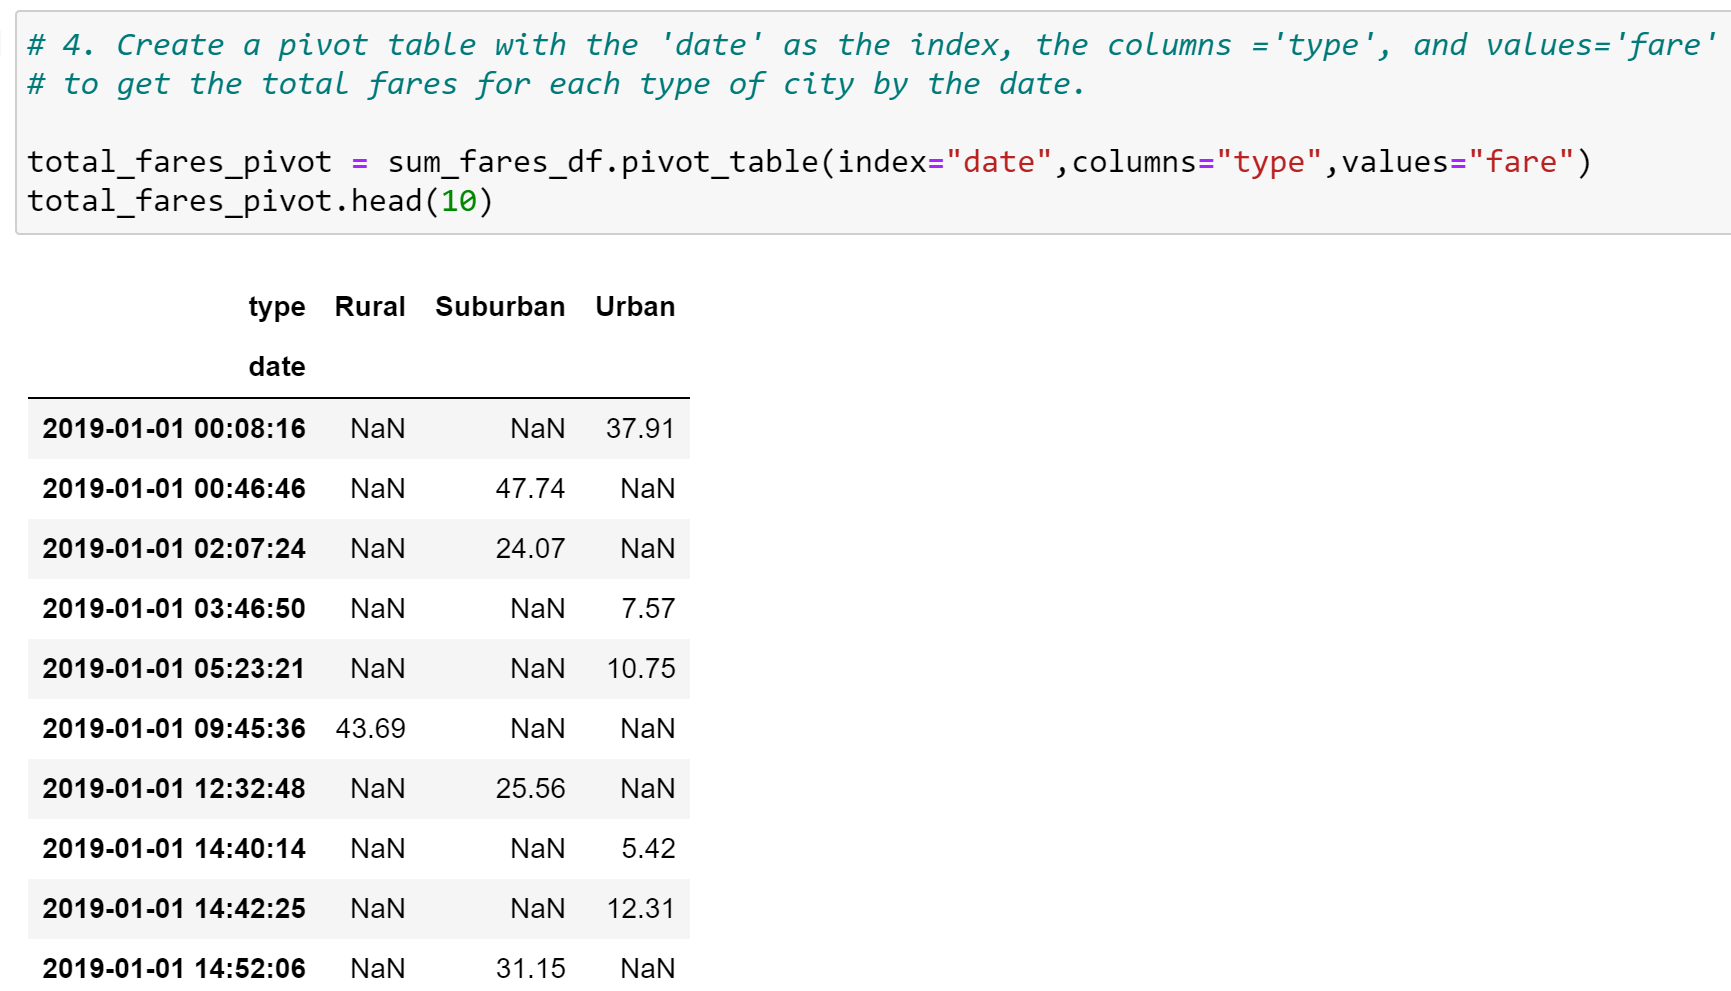 # 4. Create a pivot table with the 'date' as the index, the columns ='type', and values='fare'
# to get the total fares for each type of city by the date.
total_fares_pivot = sum_fares_df.pivot_table(index="date",columns="type",values="fare")
total_fares_pivot.head(10)
type Rural Suburban Urban
date
2019-01-01 00:08:16 NaN NaN 37.91
2019-01-01 00:46:46 NaN 47.74 NaN
2019-01-01 02:07:24 NaN 24.07 NaN
2019-01-01 03:46:50 NaN NaN 7.57
2019-01-01 05:23:21 NaN NaN 10.75
2019-01-01 09:45:36 43.69 NaN NaN
2019-01-01 12:32:48 NaN 25.56 NaN
2019-01-01 14:40:14 NaN NaN 5.42
2019-01-01 14:42:25 NaN NaN 12.31
2019-01-01 14:52:06 NaN 31.15 NaN